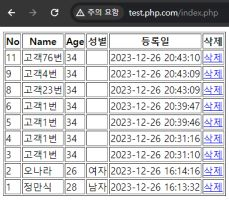 주의 요함 test.php.com/index.php
No Name Age 성별 등록일 삭제
11 고객76번 34 2023-12-26 20:43:10 삭제
9 고객4번 34 2023-12-26 20:43:09 삭제
8 고객23번 34 2023-12-26 20:43:09 삭제
6 고객1번 34 2023-12-26 20:39:47 삭제
5 고객1번 34 2023-12-26 20:39:46 삭제
4 고객1번 34 2023-12-26 20:31:16 삭제
3 고객1번 34 2023-12-26 20:31:10 삭제
2 오나라 26 여자 2023-12-26 16:14:16 삭제
1 정만식 28 남자 2023-12-26 16:13:32 삭제